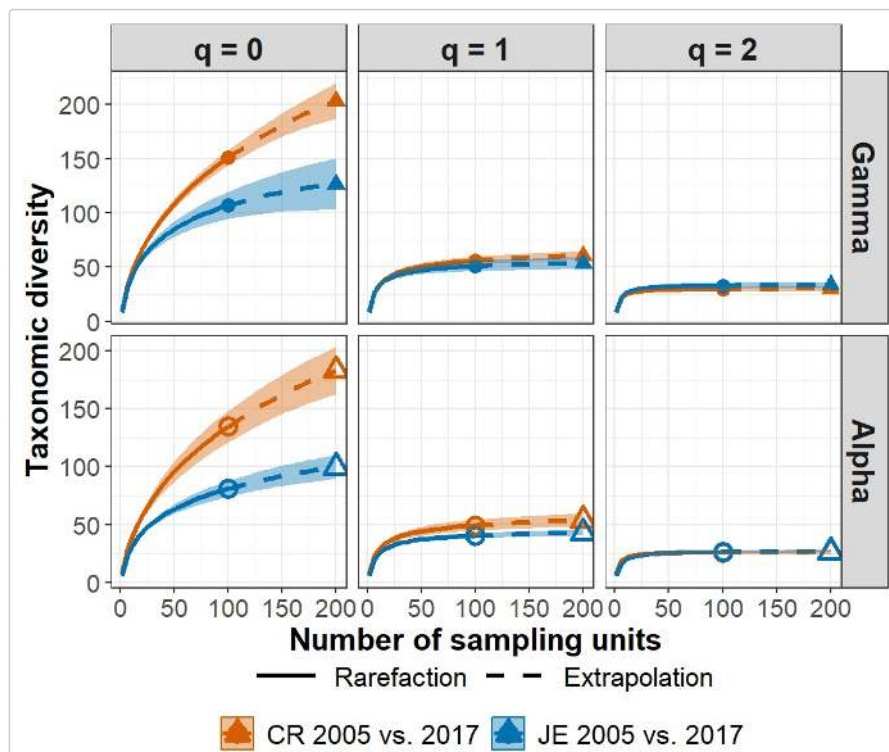 q = 0 q = 1 q = 2
Taxonomic diversity
200
150
100
50
0
Gamma
200
150
100
50
0
Alpha
0 50 100 150 200 0 50 100 150 200 0 50 100 150 200
Number of sampling units
Rarefaction Extrapolation
CR 2005 vs. 2017 JE 2005 vs. 2017